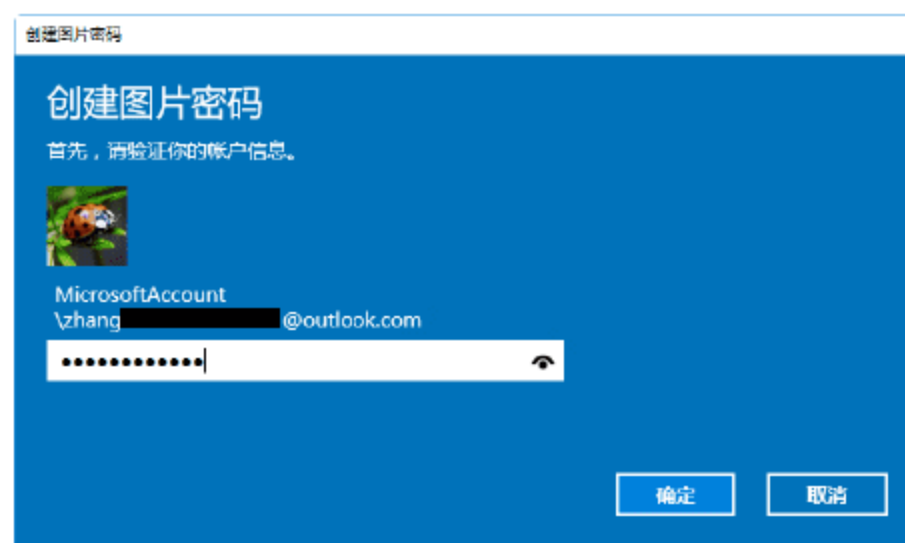 创建图片密码
创建图片密码
首先，请验证你的帐户信息。
MicrosoftAccount
\zhang @outlook.com
••••••••••••
确定
取消